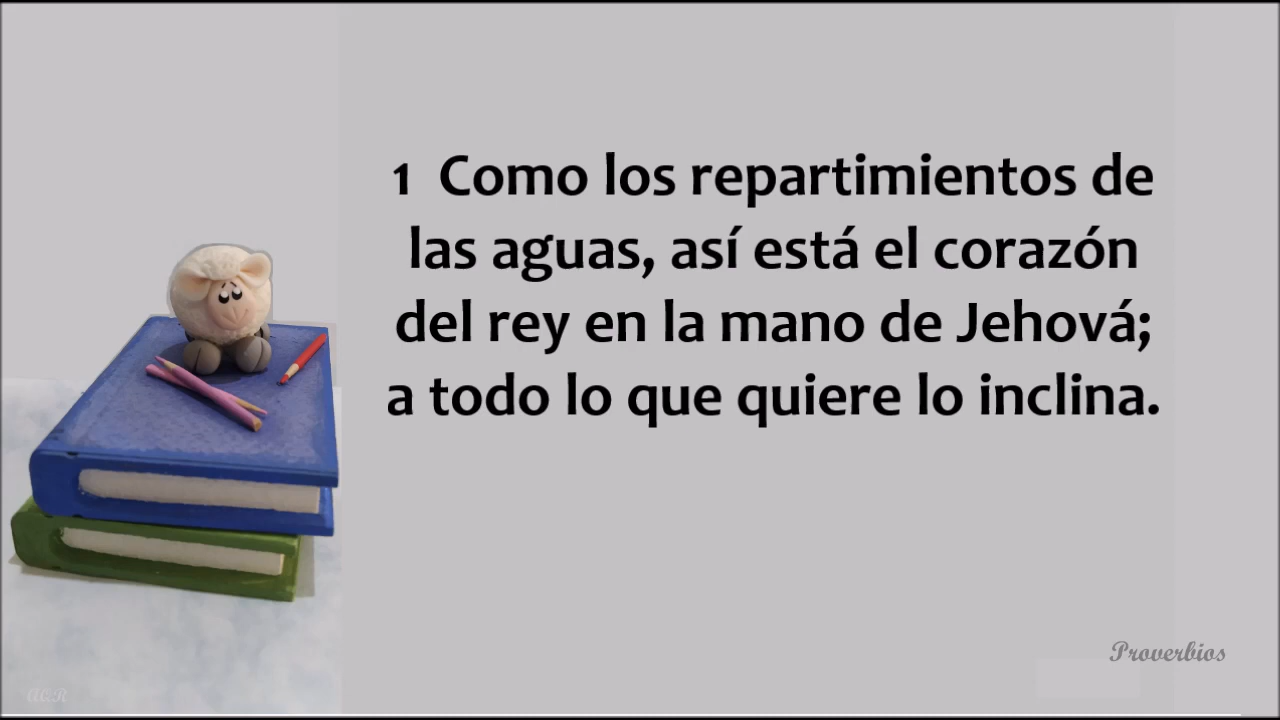 1 Como los repartimientos de
las aguas, así está el corazón
del rey en la mano de Jehová;
a todo lo que quiere lo inclina.
Proverbios